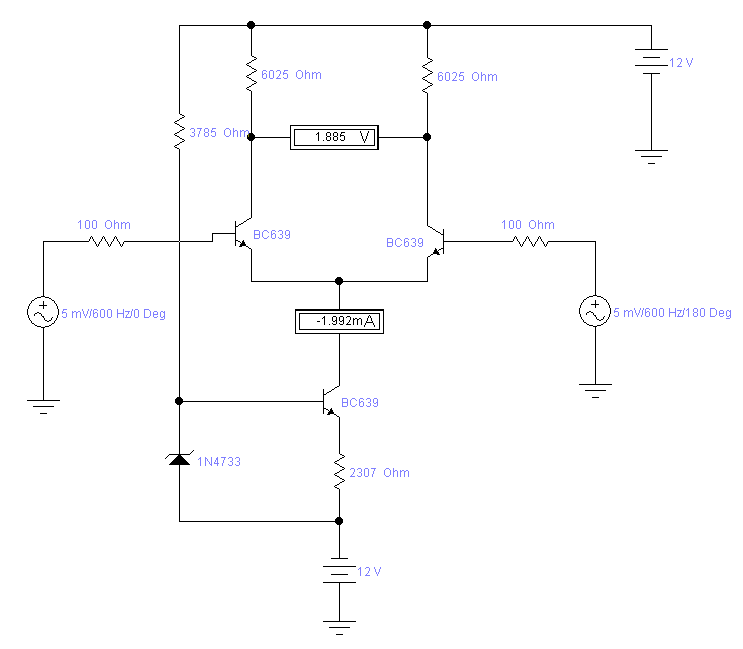 6025 Ohm
6025 Ohm
12 V
3785 Ohm
1.885 V
100 Ohm
BC639
BC639
100 Ohm
5 mV/600 Hz/0 Deg
-1.992mA
5 mV/600 Hz/180 Deg
BC639
1N4733
2307 Ohm
12 V